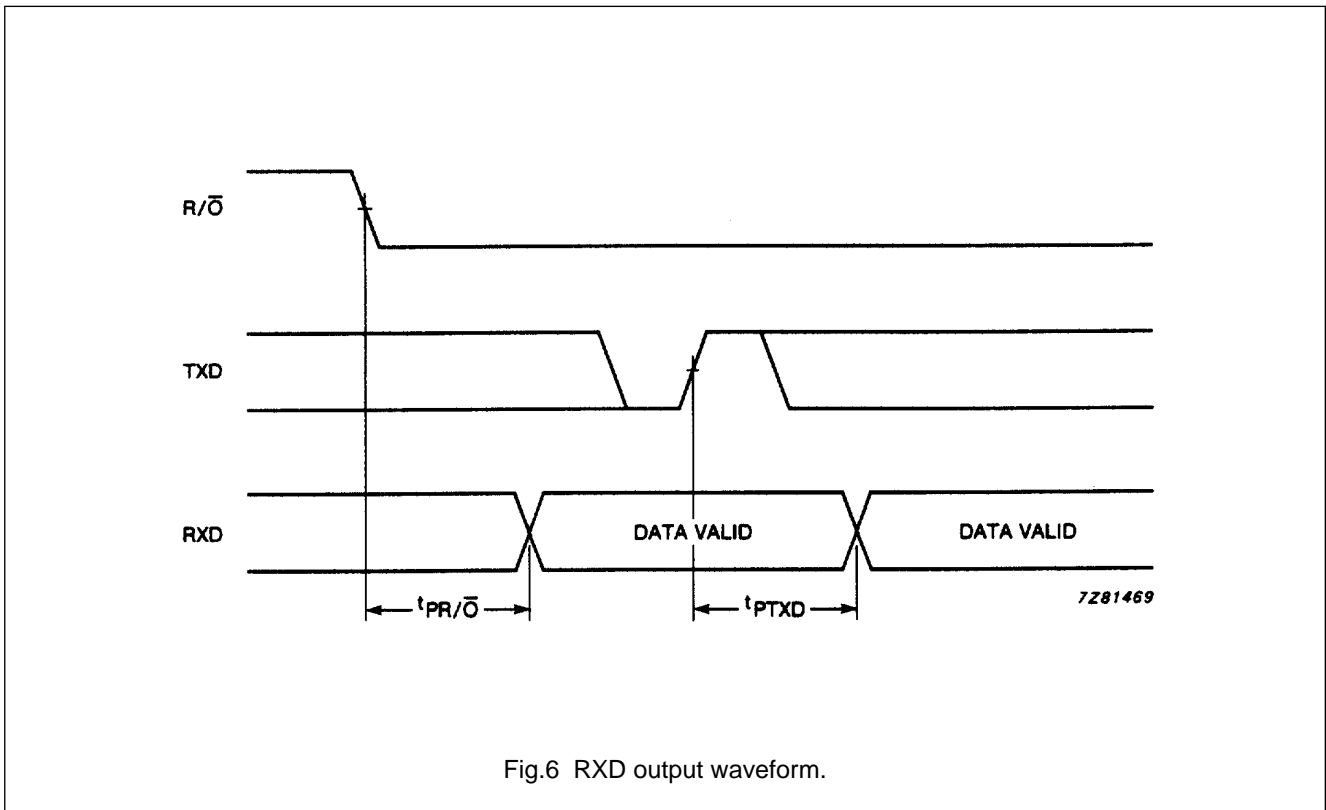 R/O̅
TXD
RXD
DATA VALID
DATA VALID
tPR/O̅
tPTXD
7Z81469
Fig.6 RXD output waveform.